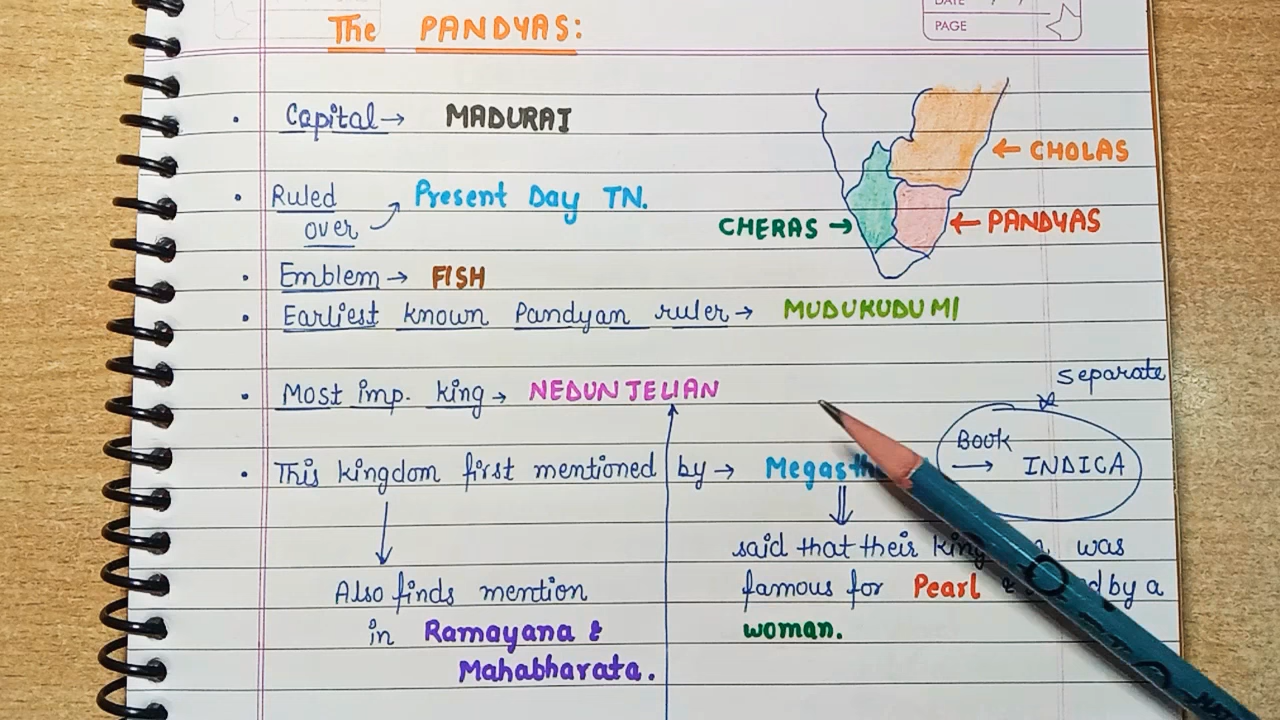 DATE / /
PAGE
The PANDYAS:
• Capital → MADURAI
• Ruled over → Present Day TN.
← CHOLAS
CHERAS →
← PANDYAS
• Emblem → FISH
• Earliest known Pandyan ruler → MUDUKUDUMI
• Most imp. king → NEDUNJELIAN
separate
• This kingdom first mentioned by →
Book → INDICA
said that their was
famous for Pearl by a
woman.
Also finds mention
in Ramayana &
Mahabharata.